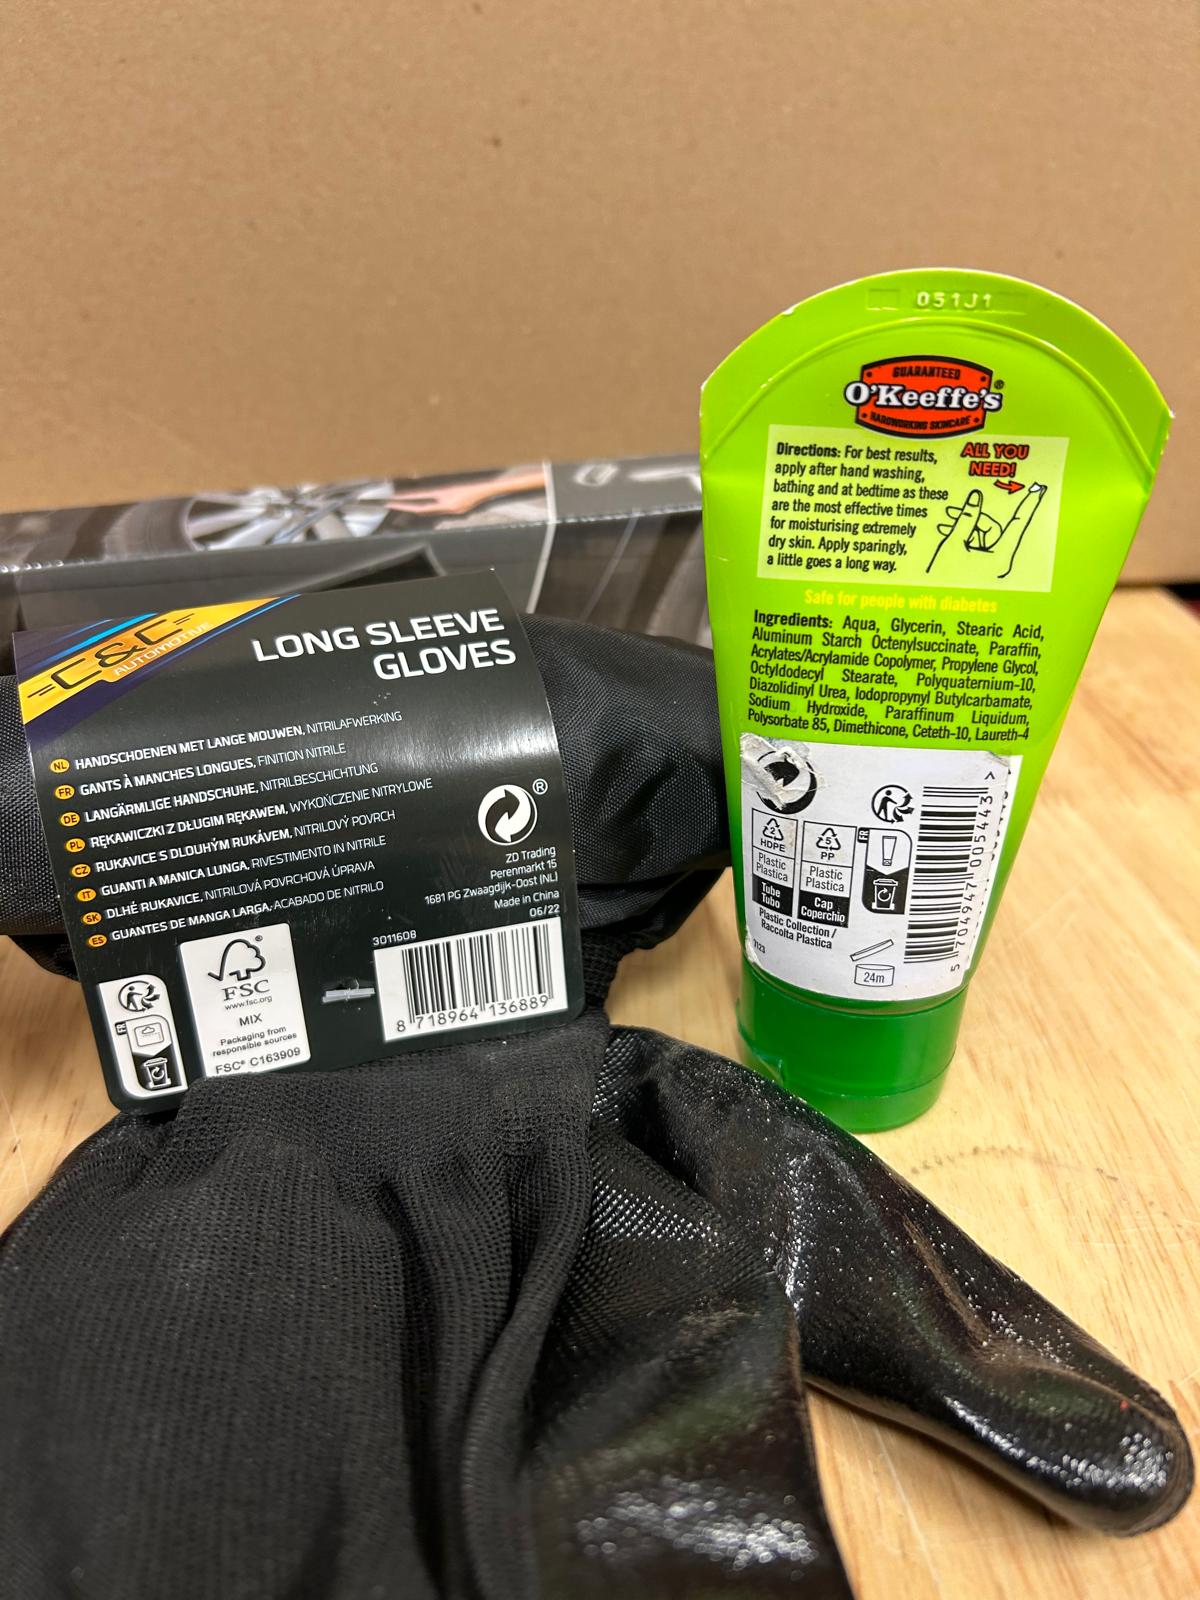 C&C
AUTOMOTIVE
LONG SLEEVE
GLOVES
NL HANDSCHOENEN MET LANGE MOUWEN, NITRILAFWERKING
FR GANTS À MANCHES LONGUES, FINITION NITRILE
DE LANGÄRMLIGE HANDSCHUHE, NITRILBESCHICHTUNG
PL RĘKAWICZKI Z DŁUGIM RĘKAWEM, WYKOŃCZENIE NITRYLOWE
CZ RUKAVICE S DLOUHÝM RUKÁVEM, NITRILOVÝ POVRCH
IT GUANTI A MANICA LUNGA, RIVESTIMENTO IN NITRILE
SK DLHÉ RUKAVICE, NITRILOVÁ POVRCHOVÁ ÚPRAVA
ES GUANTES DE MANGA LARGA, ACABADO DE NITRILO
®
ZD Trading
Perenmarkt 15
1681 PG Zwaagdijk-Oost (NL)
Made in China
06/22
3011608
8 718964 136889
FR
®
FSC
www.fsc.org
MIX
Packaging from
responsible sources
FSC® C163909
051J1
GUARANTEED
O'Keeffe's®
HARDWORKING SKINCARE
Directions: For best results,
apply after hand washing,
bathing and at bedtime as these
are the most effective times
for moisturising extremely
dry skin. Apply sparingly,
a little goes a long way.
ALL YOU
NEED!
Safe for people with diabetes
Ingredients: Aqua, Glycerin, Stearic Acid,
Aluminum Starch Octenylsuccinate, Paraffin,
Acrylates/Acrylamide Copolymer, Propylene Glycol,
Octyldodecyl Stearate, Polyquaternium-10,
Diazolidinyl Urea, Iodopropynyl Butylcarbamate,
Sodium Hydroxide, Paraffinum Liquidum,
Polysorbate 85, Dimethicone, Ceteth-10, Laureth-4
2
HDPE
Plastic
Plastica
Tube
Tubo
5
PP
Plastic
Plastica
Cap
Coperchio
Plastic Collection/
Raccolta Plastica
FR
24m
5 704947 005443 >